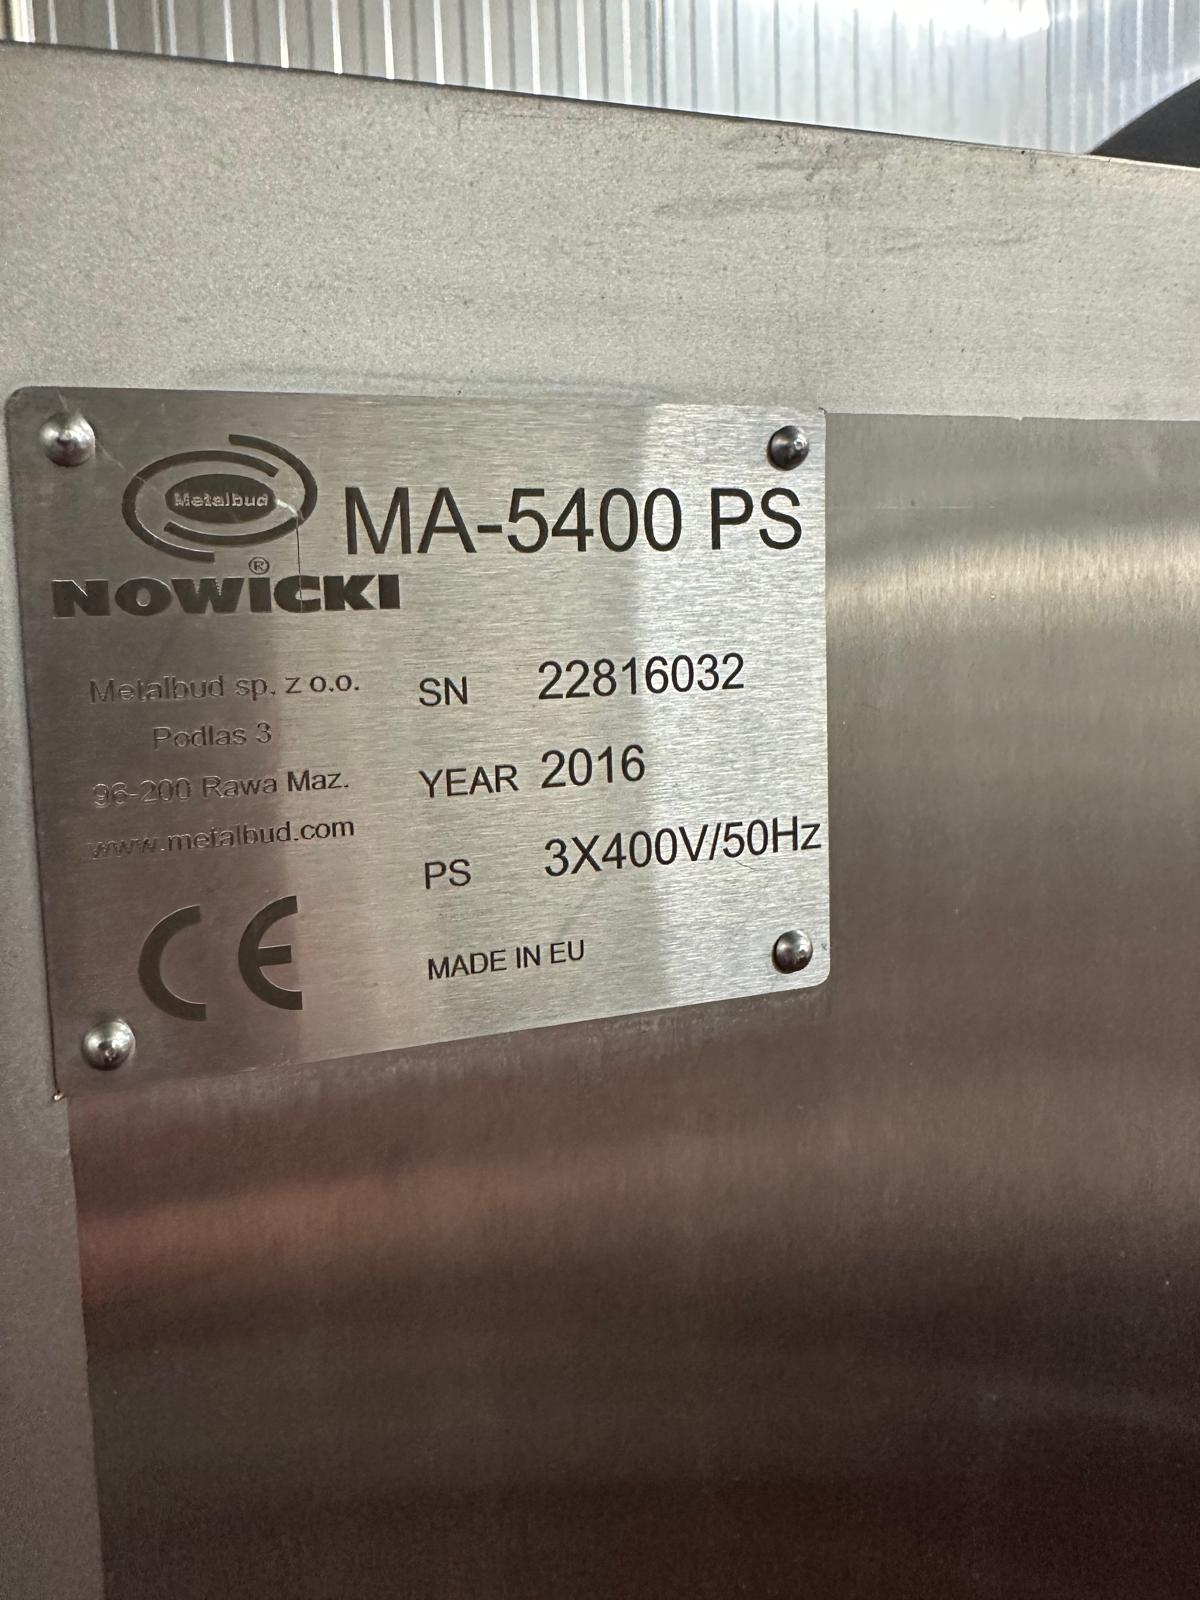 Metalbud
NOWICKI®
MA-5400 PS
Metalbud sp. z o.o.
Podlas 3
96-200 Rawa Maz.
www.metalbud.com
CE
SN 22816032
YEAR 2016
PS 3X400V/50Hz
MADE IN EU